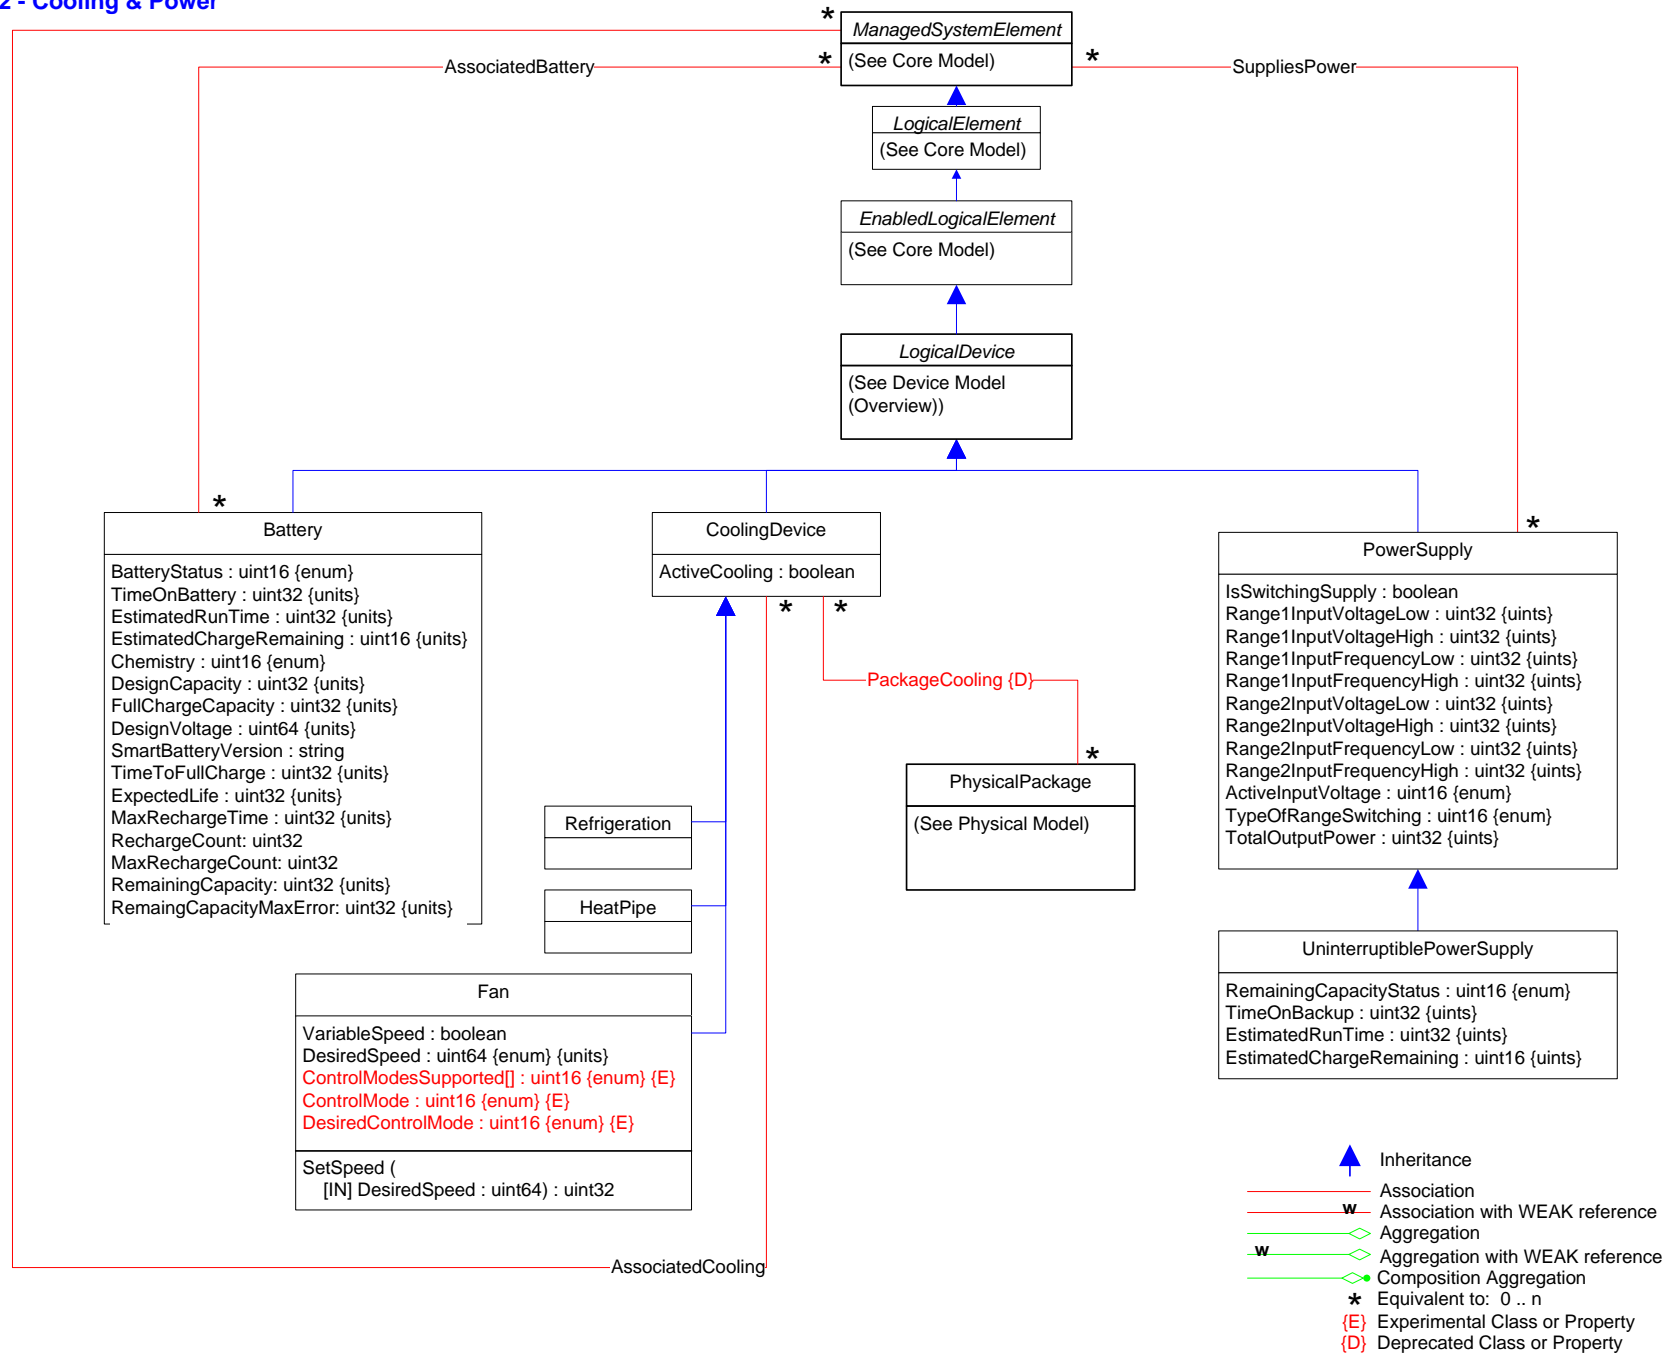 2 - Cooling & Power
*
ManagedSystemElement
(See Core Model)
*
*
AssociatedBattery
SuppliesPower
LogicalElement
(See Core Model)
EnabledLogicalElement
(See Core Model)
LogicalDevice
(See Device Model
(Overview))
*
Battery
BatteryStatus : uint16 {enum}
TimeOnBattery : uint32 {units}
EstimatedRunTime : uint32 {units}
EstimatedChargeRemaining : uint16 {units}
Chemistry : uint16 {enum}
DesignCapacity : uint32 {units}
FullChargeCapacity : uint32 {units}
DesignVoltage : uint64 {units}
SmartBatteryVersion : string
TimeToFullCharge : uint32 {units}
ExpectedLife : uint32 {units}
MaxRechargeTime : uint32 {units}
RechargeCount: uint32
MaxRechargeCount: uint32
RemainingCapacity: uint32 {units}
RemaingCapacityMaxError: uint32 {units}
CoolingDevice
ActiveCooling : boolean
*
*
PackageCooling {D}
*
PhysicalPackage
(See Physical Model)
*
PowerSupply
IsSwitchingSupply : boolean
Range1InputVoltageLow : uint32 {uints}
Range1InputVoltageHigh : uint32 {uints}
Range1InputFrequencyLow : uint32 {uints}
Range1InputFrequencyHigh : uint32 {uints}
Range2InputVoltageLow : uint32 {uints}
Range2InputVoltageHigh : uint32 {uints}
Range2InputFrequencyLow : uint32 {uints}
Range2InputFrequencyHigh : uint32 {uints}
ActiveInputVoltage : uint16 {enum}
TypeOfRangeSwitching : uint16 {enum}
TotalOutputPower : uint32 {uints}
Refrigeration
HeatPipe
Fan
VariableSpeed : boolean
DesiredSpeed : uint64 {enum} {units}
ControlModesSupported[] : uint16 {enum} {E}
ControlMode : uint16 {enum} {E}
DesiredControlMode : uint16 {enum} {E}
SetSpeed (
[IN] DesiredSpeed : uint64) : uint32
UninterruptiblePowerSupply
RemainingCapacityStatus : uint16 {enum}
TimeOnBackup : uint32 {uints}
EstimatedRunTime : uint32 {uints}
EstimatedChargeRemaining : uint16 {uints}
AssociatedCooling
Inheritance
Association
w Association with WEAK reference
Aggregation
w Aggregation with WEAK reference
Composition Aggregation
* Equivalent to: 0 .. n
{E} Experimental Class or Property
{D} Deprecated Class or Property